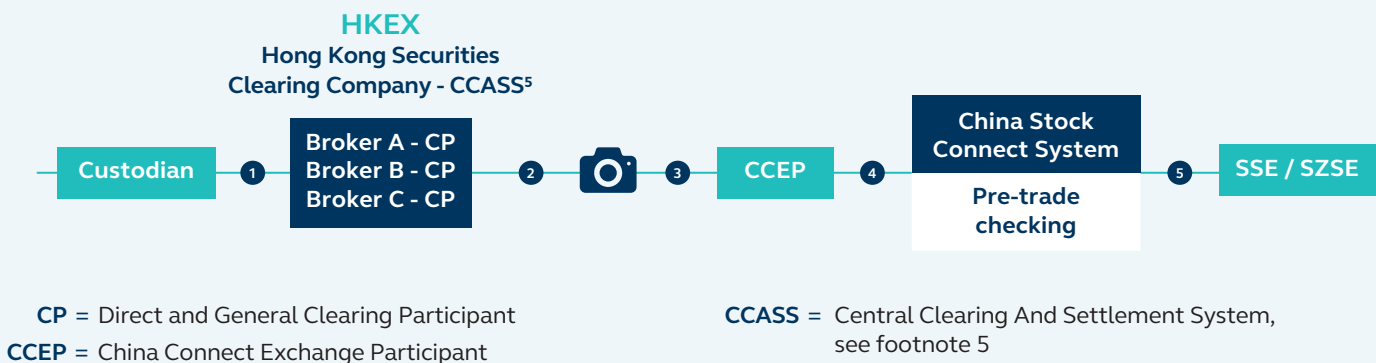 HKEX
Hong Kong Securities
Clearing Company - CCASS⁵
Custodian
1
Broker A - CP
Broker B - CP
Broker C - CP
2
3
CCEP
4
China Stock
Connect System
Pre-trade
checking
5
SSE / SZSE
CP = Direct and General Clearing Participant
CCEP = China Connect Exchange Participant
CCASS = Central Clearing And Settlement System,
see footnote 5